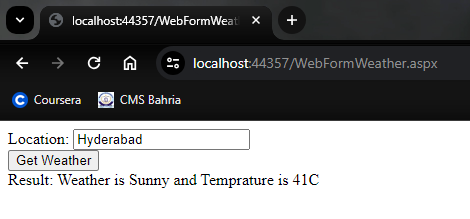 localhost:44357/WebFormWeather
localhost:44357/WebFormWeather.aspx
Coursera
CMS Bahria
Location: Hyderabad
Get Weather
Result: Weather is Sunny and Temprature is 41C